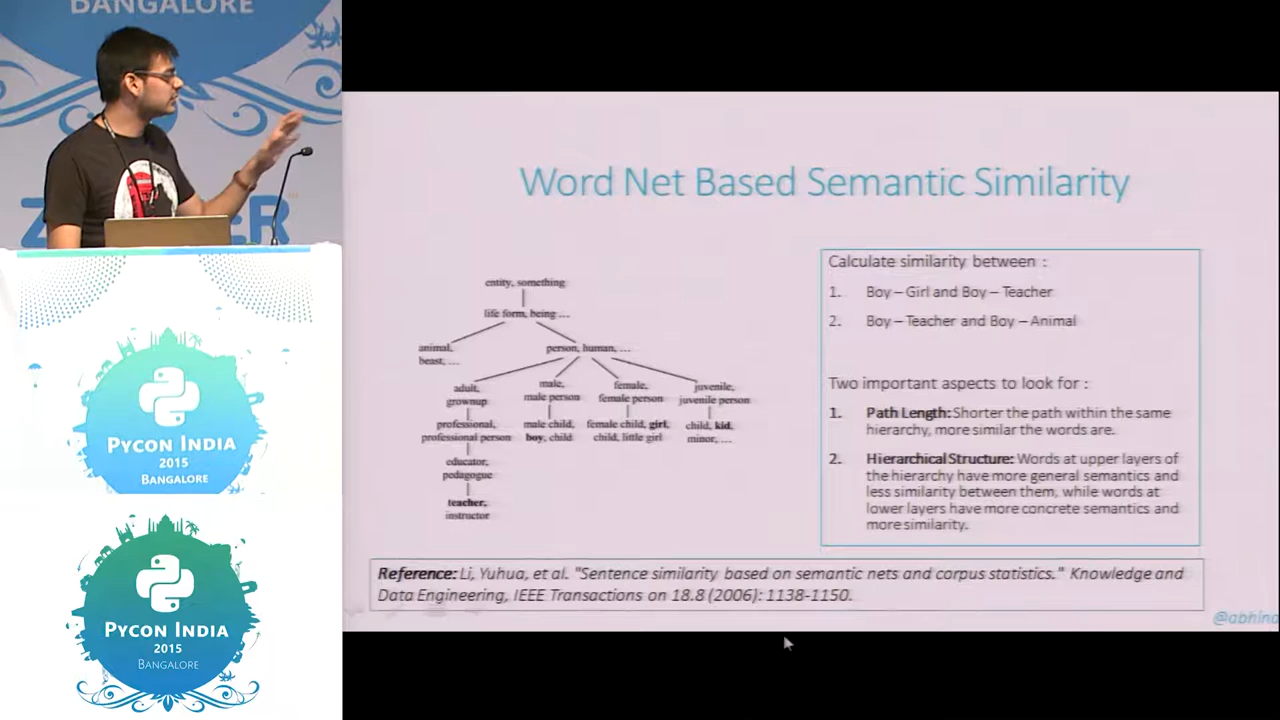 BANGALORE
Word Net Based Semantic Similarity
entity, something
life form, being ...
animal,
beast, ...
person, human, ...
adult,
grownup
male,
male person
female,
female person
juvenile,
juvenile person
professional,
professional person
male child,
boy, child
female child, girl,
child, little girl
child, kid,
minor, ...
educator,
pedagogue
teacher,
instructor
Calculate similarity between :
1. Boy – Girl and Boy – Teacher
2. Boy – Teacher and Boy – Animal
Two important aspects to look for :
1. Path Length: Shorter the path within the same
hierarchy, more similar the words are.
2. Hierarchical Structure: Words at upper layers of
the hierarchy have more general semantics and
less similarity between them, while words at
lower layers have more concrete semantics and
more similarity.
Reference: Li, Yuhua, et al. "Sentence similarity based on semantic nets and corpus statistics." Knowledge and
Data Engineering, IEEE Transactions on 18.8 (2006): 1138-1150.
@abhina
PYCON INDIA
2015
BANGALORE
PYCON INDIA
2015
BANGALORE